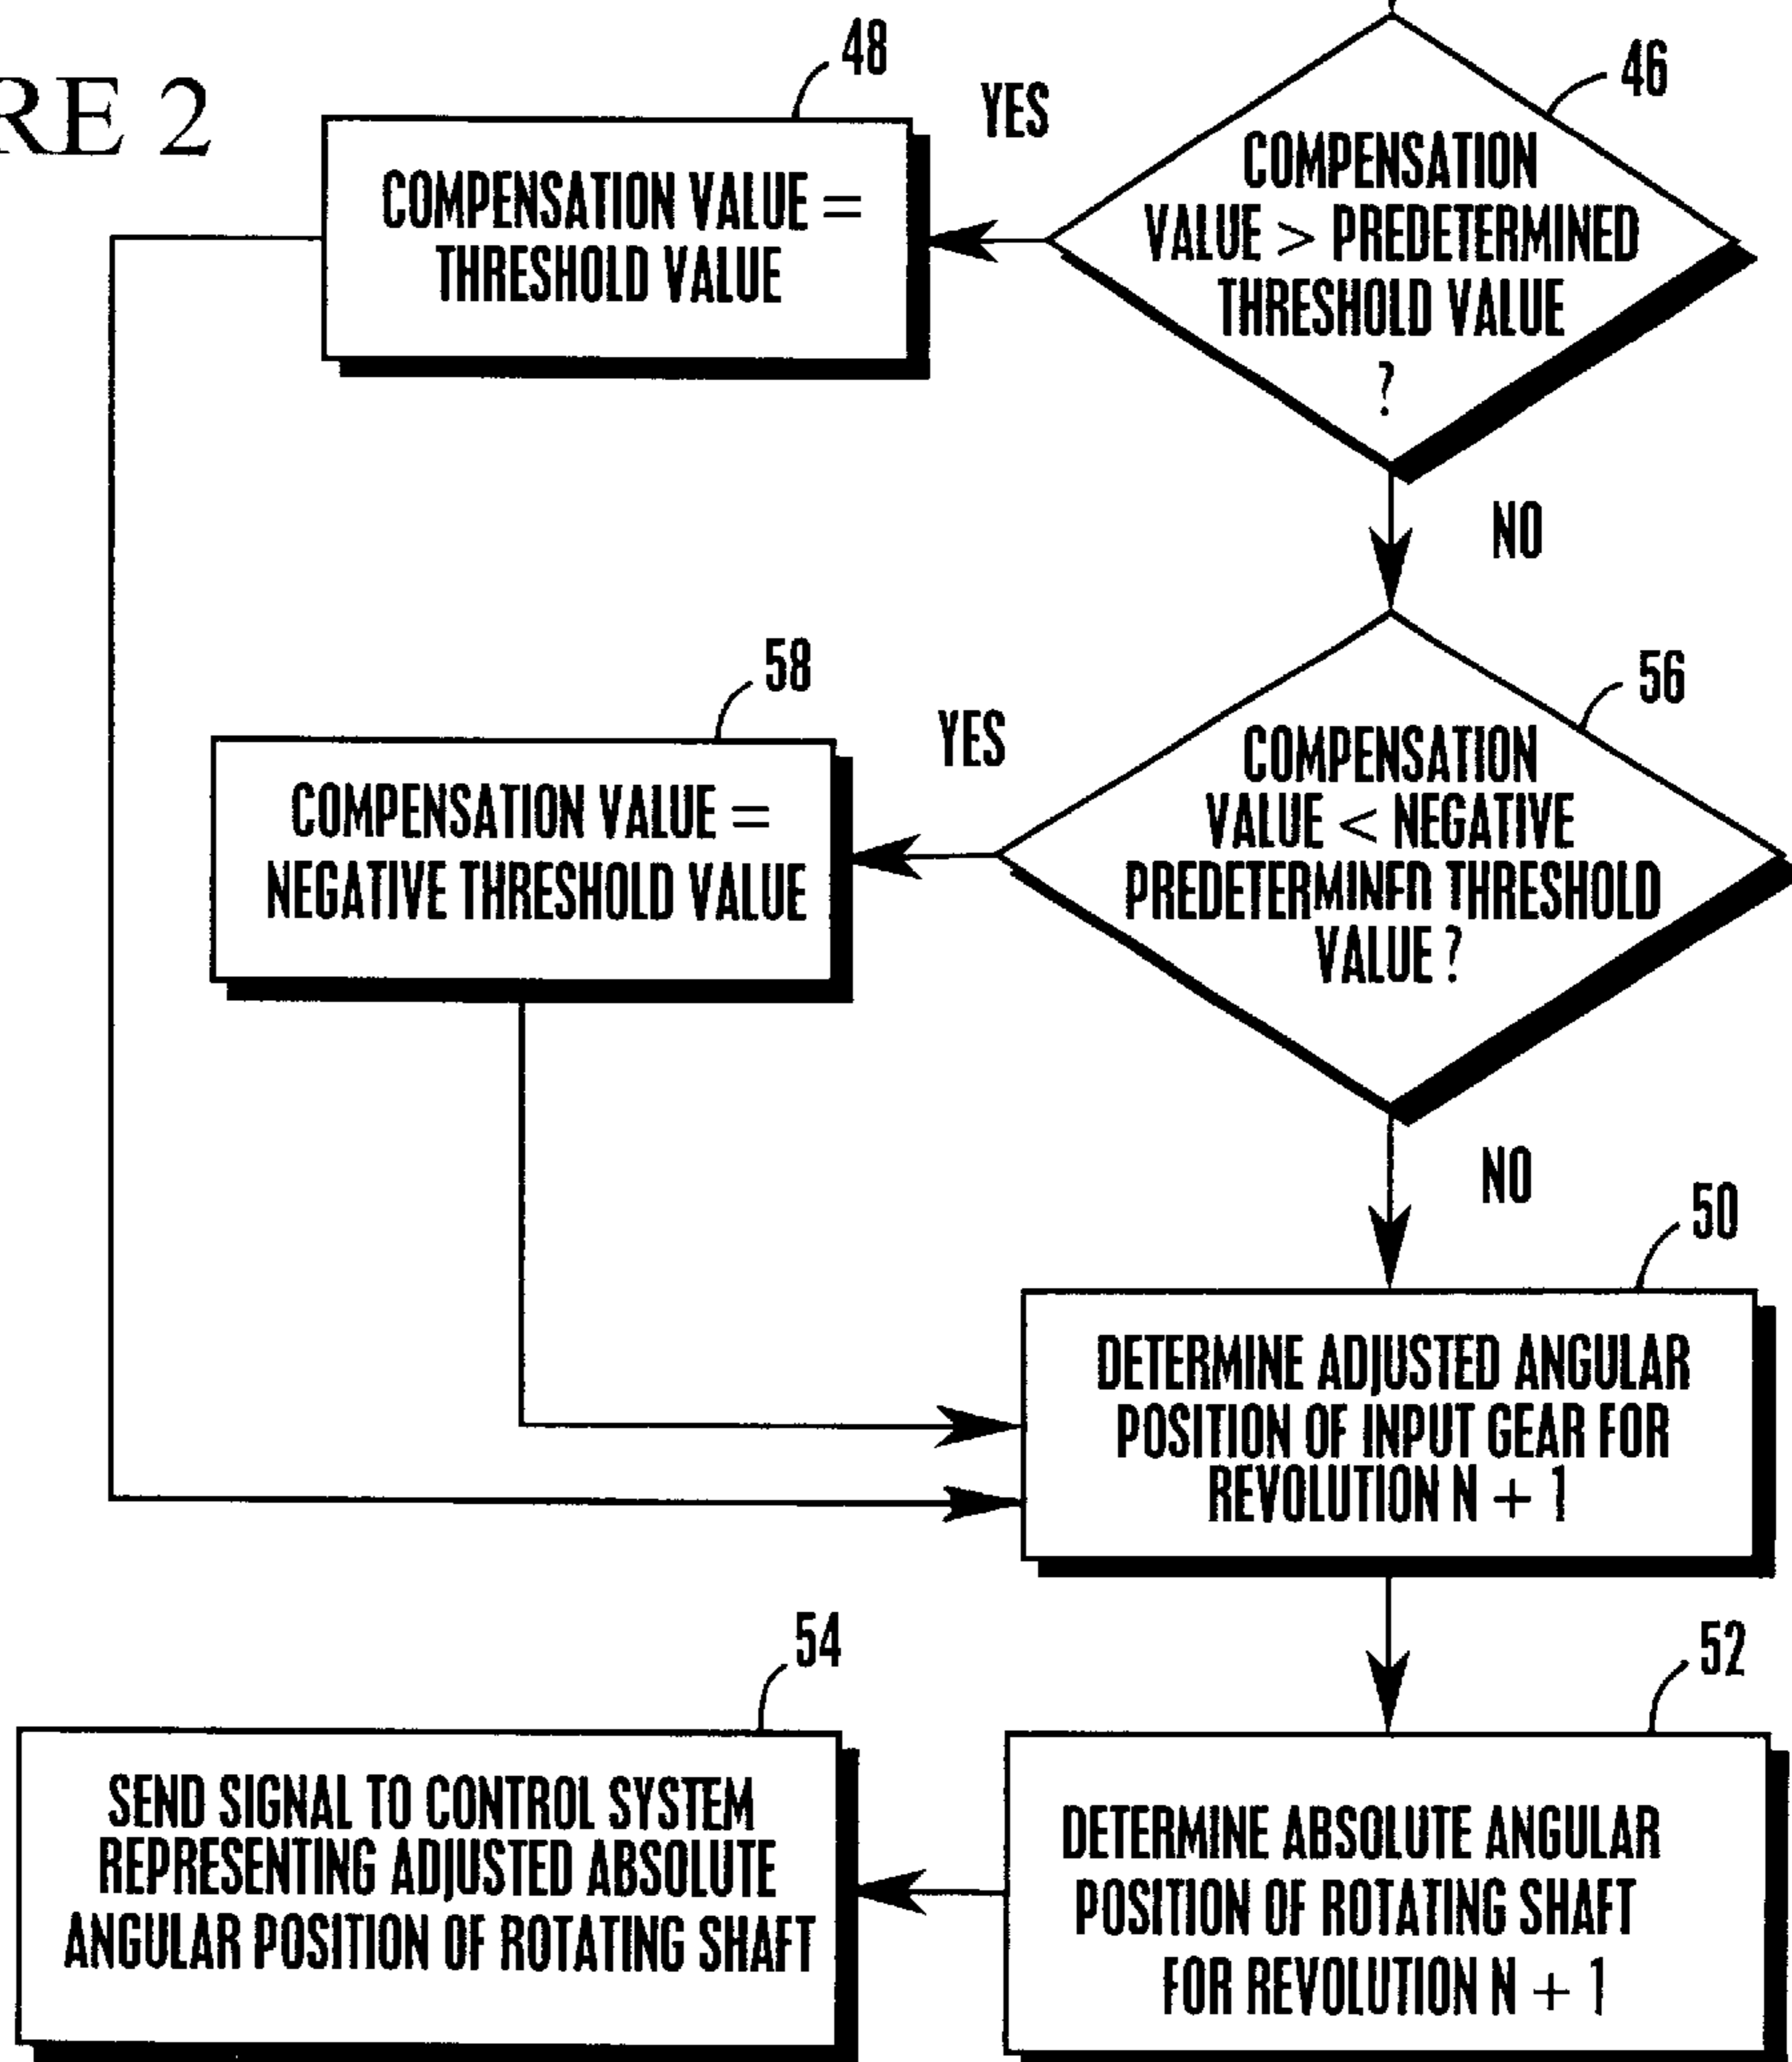 RE 2
48
46
YES
COMPENSATION VALUE =
THRESHOLD VALUE
COMPENSATION
VALUE > PREDETERMINED
THRESHOLD VALUE
?
NO
58
56
YES
COMPENSATION VALUE =
NEGATIVE THRESHOLD VALUE
COMPENSATION
VALUE < NEGATIVE
PREDETERMINED THRESHOLD
VALUE ?
NO
50
DETERMINE ADJUSTED ANGULAR
POSITION OF INPUT GEAR FOR
REVOLUTION N + 1
54
52
SEND SIGNAL TO CONTROL SYSTEM
REPRESENTING ADJUSTED ABSOLUTE
ANGULAR POSITION OF ROTATING SHAFT
DETERMINE ABSOLUTE ANGULAR
POSITION OF ROTATING SHAFT
FOR REVOLUTION N + 1